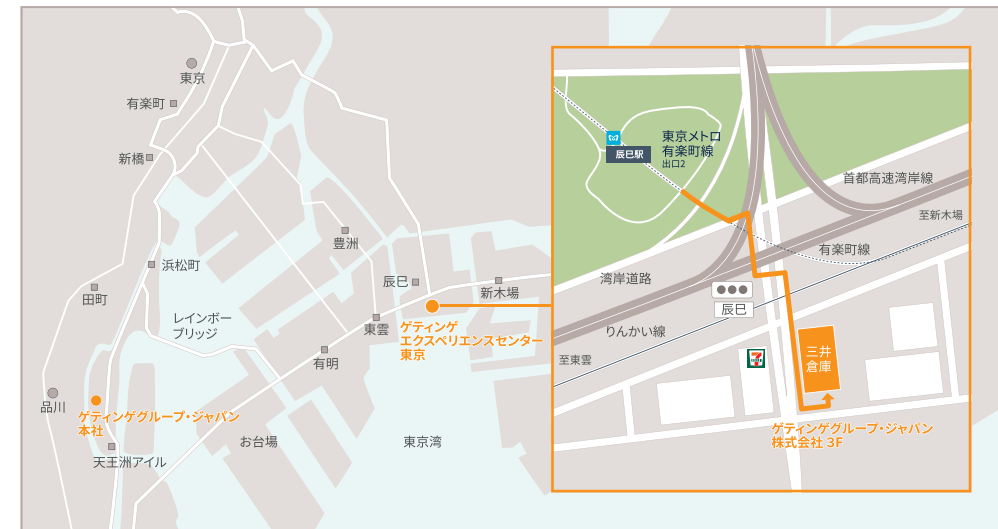 東京
有楽町
新橋
浜松町
田町
レインボー
ブリッジ
品川
ゲティンゲグループ・ジャパン
本社
天王洲アイル
お台場
豊洲
辰巳
新木場
東雲
有明
ゲティンゲ
エクスペリエンスセンター
東京
東京湾
辰巳駅
東京メトロ
有楽町線
出口2
首都高速湾岸線
至新木場
有楽町線
湾岸道路
辰巳
りんかい線
至東雲
三井
倉庫
ゲティンゲグループ・ジャパン
株式会社 3F